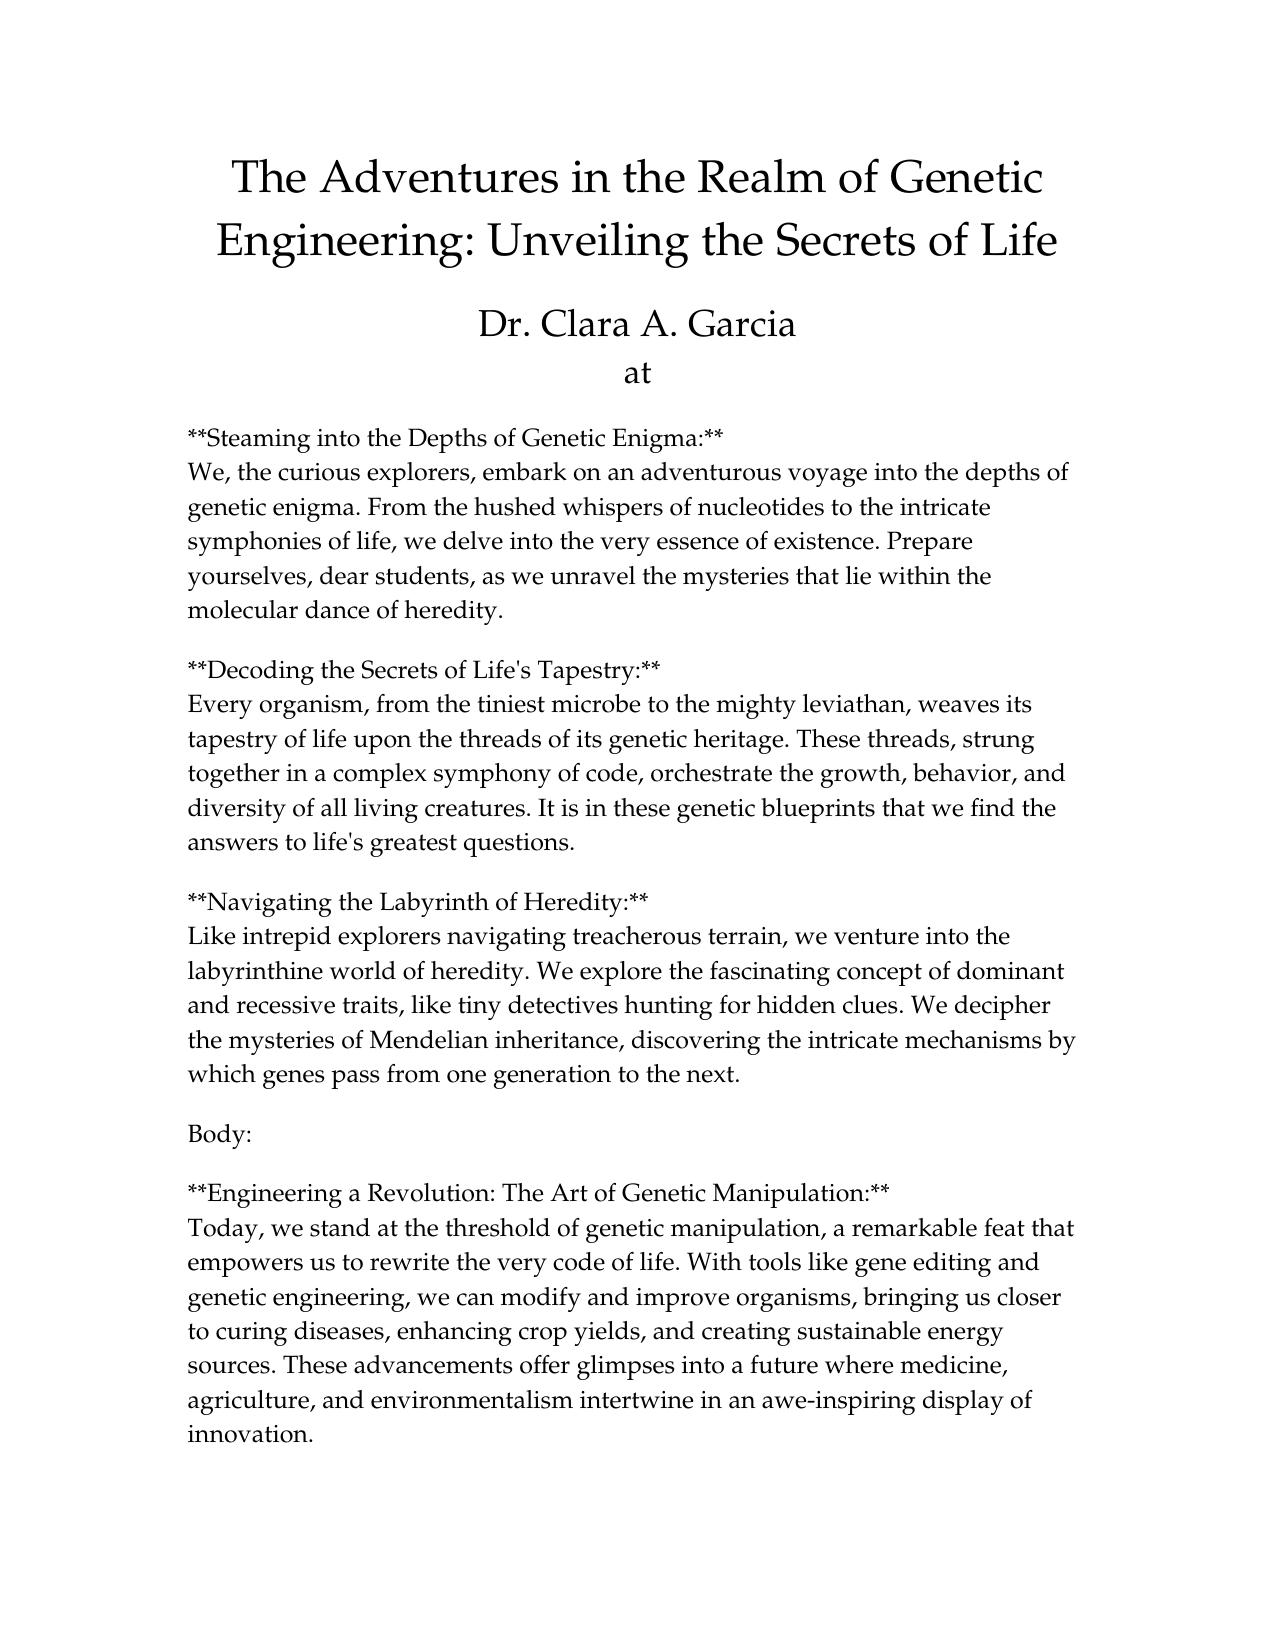 The Adventures in the Realm of Genetic
Engineering: Unveiling the Secrets of Life
Dr. Clara A. Garcia
at
**Steaming into the Depths of Genetic Enigma:**
We, the curious explorers, embark on an adventurous voyage into the depths of
genetic enigma. From the hushed whispers of nucleotides to the intricate
symphonies of life, we delve into the very essence of existence. Prepare
yourselves, dear students, as we unravel the mysteries that lie within the
molecular dance of heredity.
**Decoding the Secrets of Life's Tapestry:**
Every organism, from the tiniest microbe to the mighty leviathan, weaves its
tapestry of life upon the threads of its genetic heritage. These threads, strung
together in a complex symphony of code, orchestrate the growth, behavior, and
diversity of all living creatures. It is in these genetic blueprints that we find the
answers to life's greatest questions.
**Navigating the Labyrinth of Heredity:**
Like intrepid explorers navigating treacherous terrain, we venture into the
labyrinthine world of heredity. We explore the fascinating concept of dominant
and recessive traits, like tiny detectives hunting for hidden clues. We decipher
the mysteries of Mendelian inheritance, discovering the intricate mechanisms by
which genes pass from one generation to the next.
Body:
**Engineering a Revolution: The Art of Genetic Manipulation:**
Today, we stand at the threshold of genetic manipulation, a remarkable feat that
empowers us to rewrite the very code of life. With tools like gene editing and
genetic engineering, we can modify and improve organisms, bringing us closer
to curing diseases, enhancing crop yields, and creating sustainable energy
sources. These advancements offer glimpses into a future where medicine,
agriculture, and environmentalism intertwine in an awe-inspiring display of
innovation.